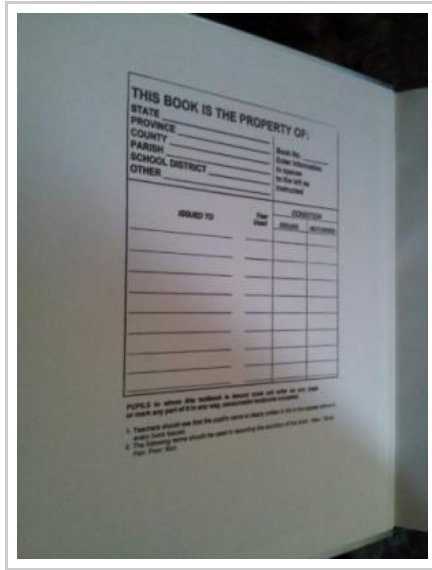 THIS BOOK IS THE PROPERTY OF:
STATE
PROVINCE
COUNTY
PARISH
SCHOOL DISTRICT
OTHER
Book No.
Enter information
in spaces
to the left as
instructed
ISSUED TO
Year
Used
CONDITION
ISSUED
RETURNED
PUPILS to whom this textbook is issued must not write on any page
or mark any part of it in any way, consumable textbooks excepted.
1. Teachers should see that the pupil's name is clearly written in ink in the spaces above in
every book issued.
2. The following terms should be used in recording the condition of the book: New; Good;
Fair; Poor; Bad.